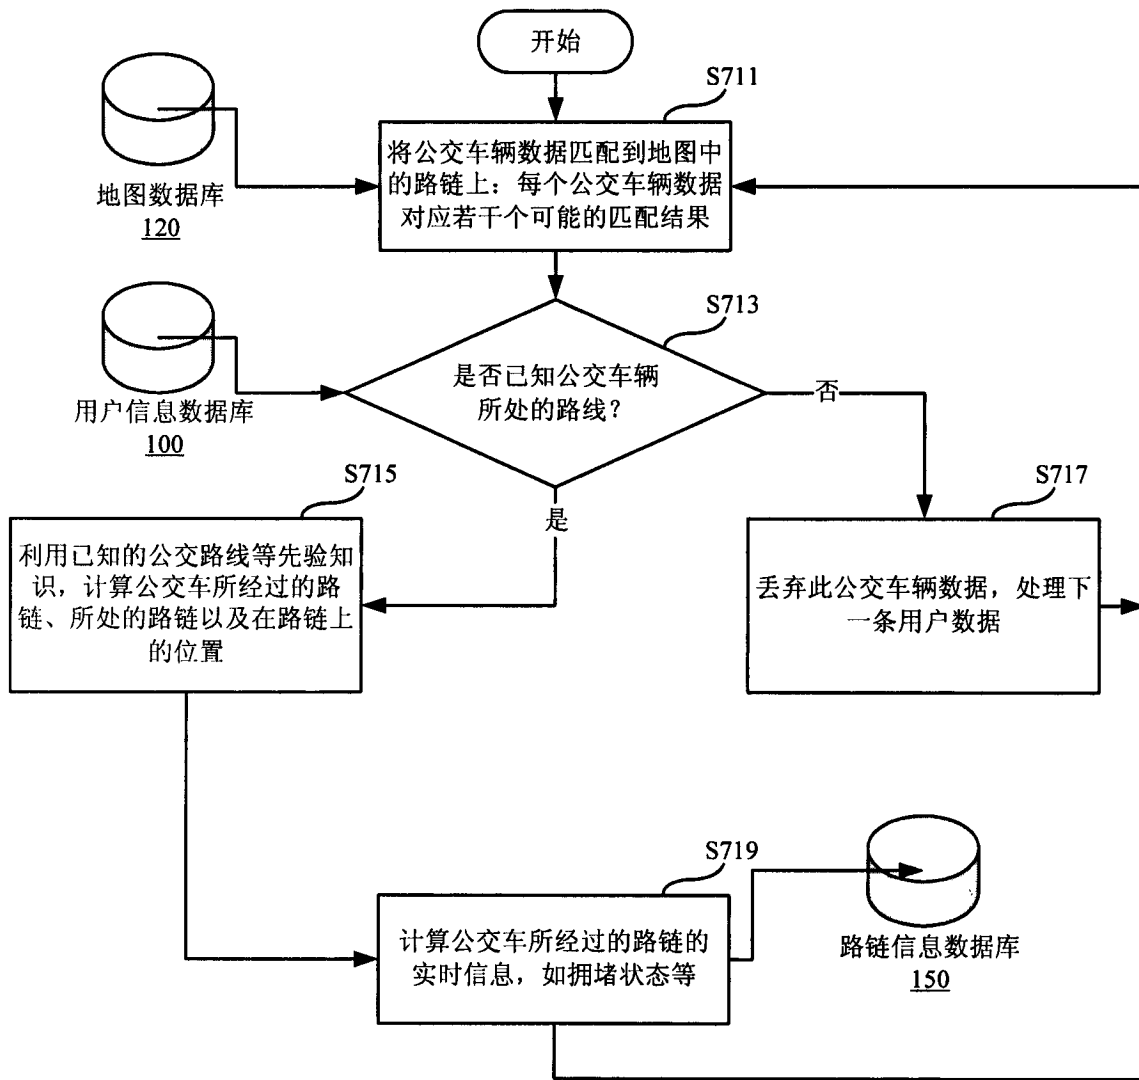 开始
S711
将公交车辆数据匹配到地图中
的路链上：每个公交车辆数据
对应若干个可能的匹配结果
地图数据库
120
S713
是否已知公交车辆
所处的路线？
否
用户信息数据库
100
是
S715
利用已知的公交路线等先验知
识，计算公交车所经过的路
链、所处的路链以及在路链上
的位置
S717
丢弃此公交车辆数据，处理下
一条用户数据
S719
计算公交车所经过的路链的
实时信息，如拥堵状态等
路链信息数据库
150